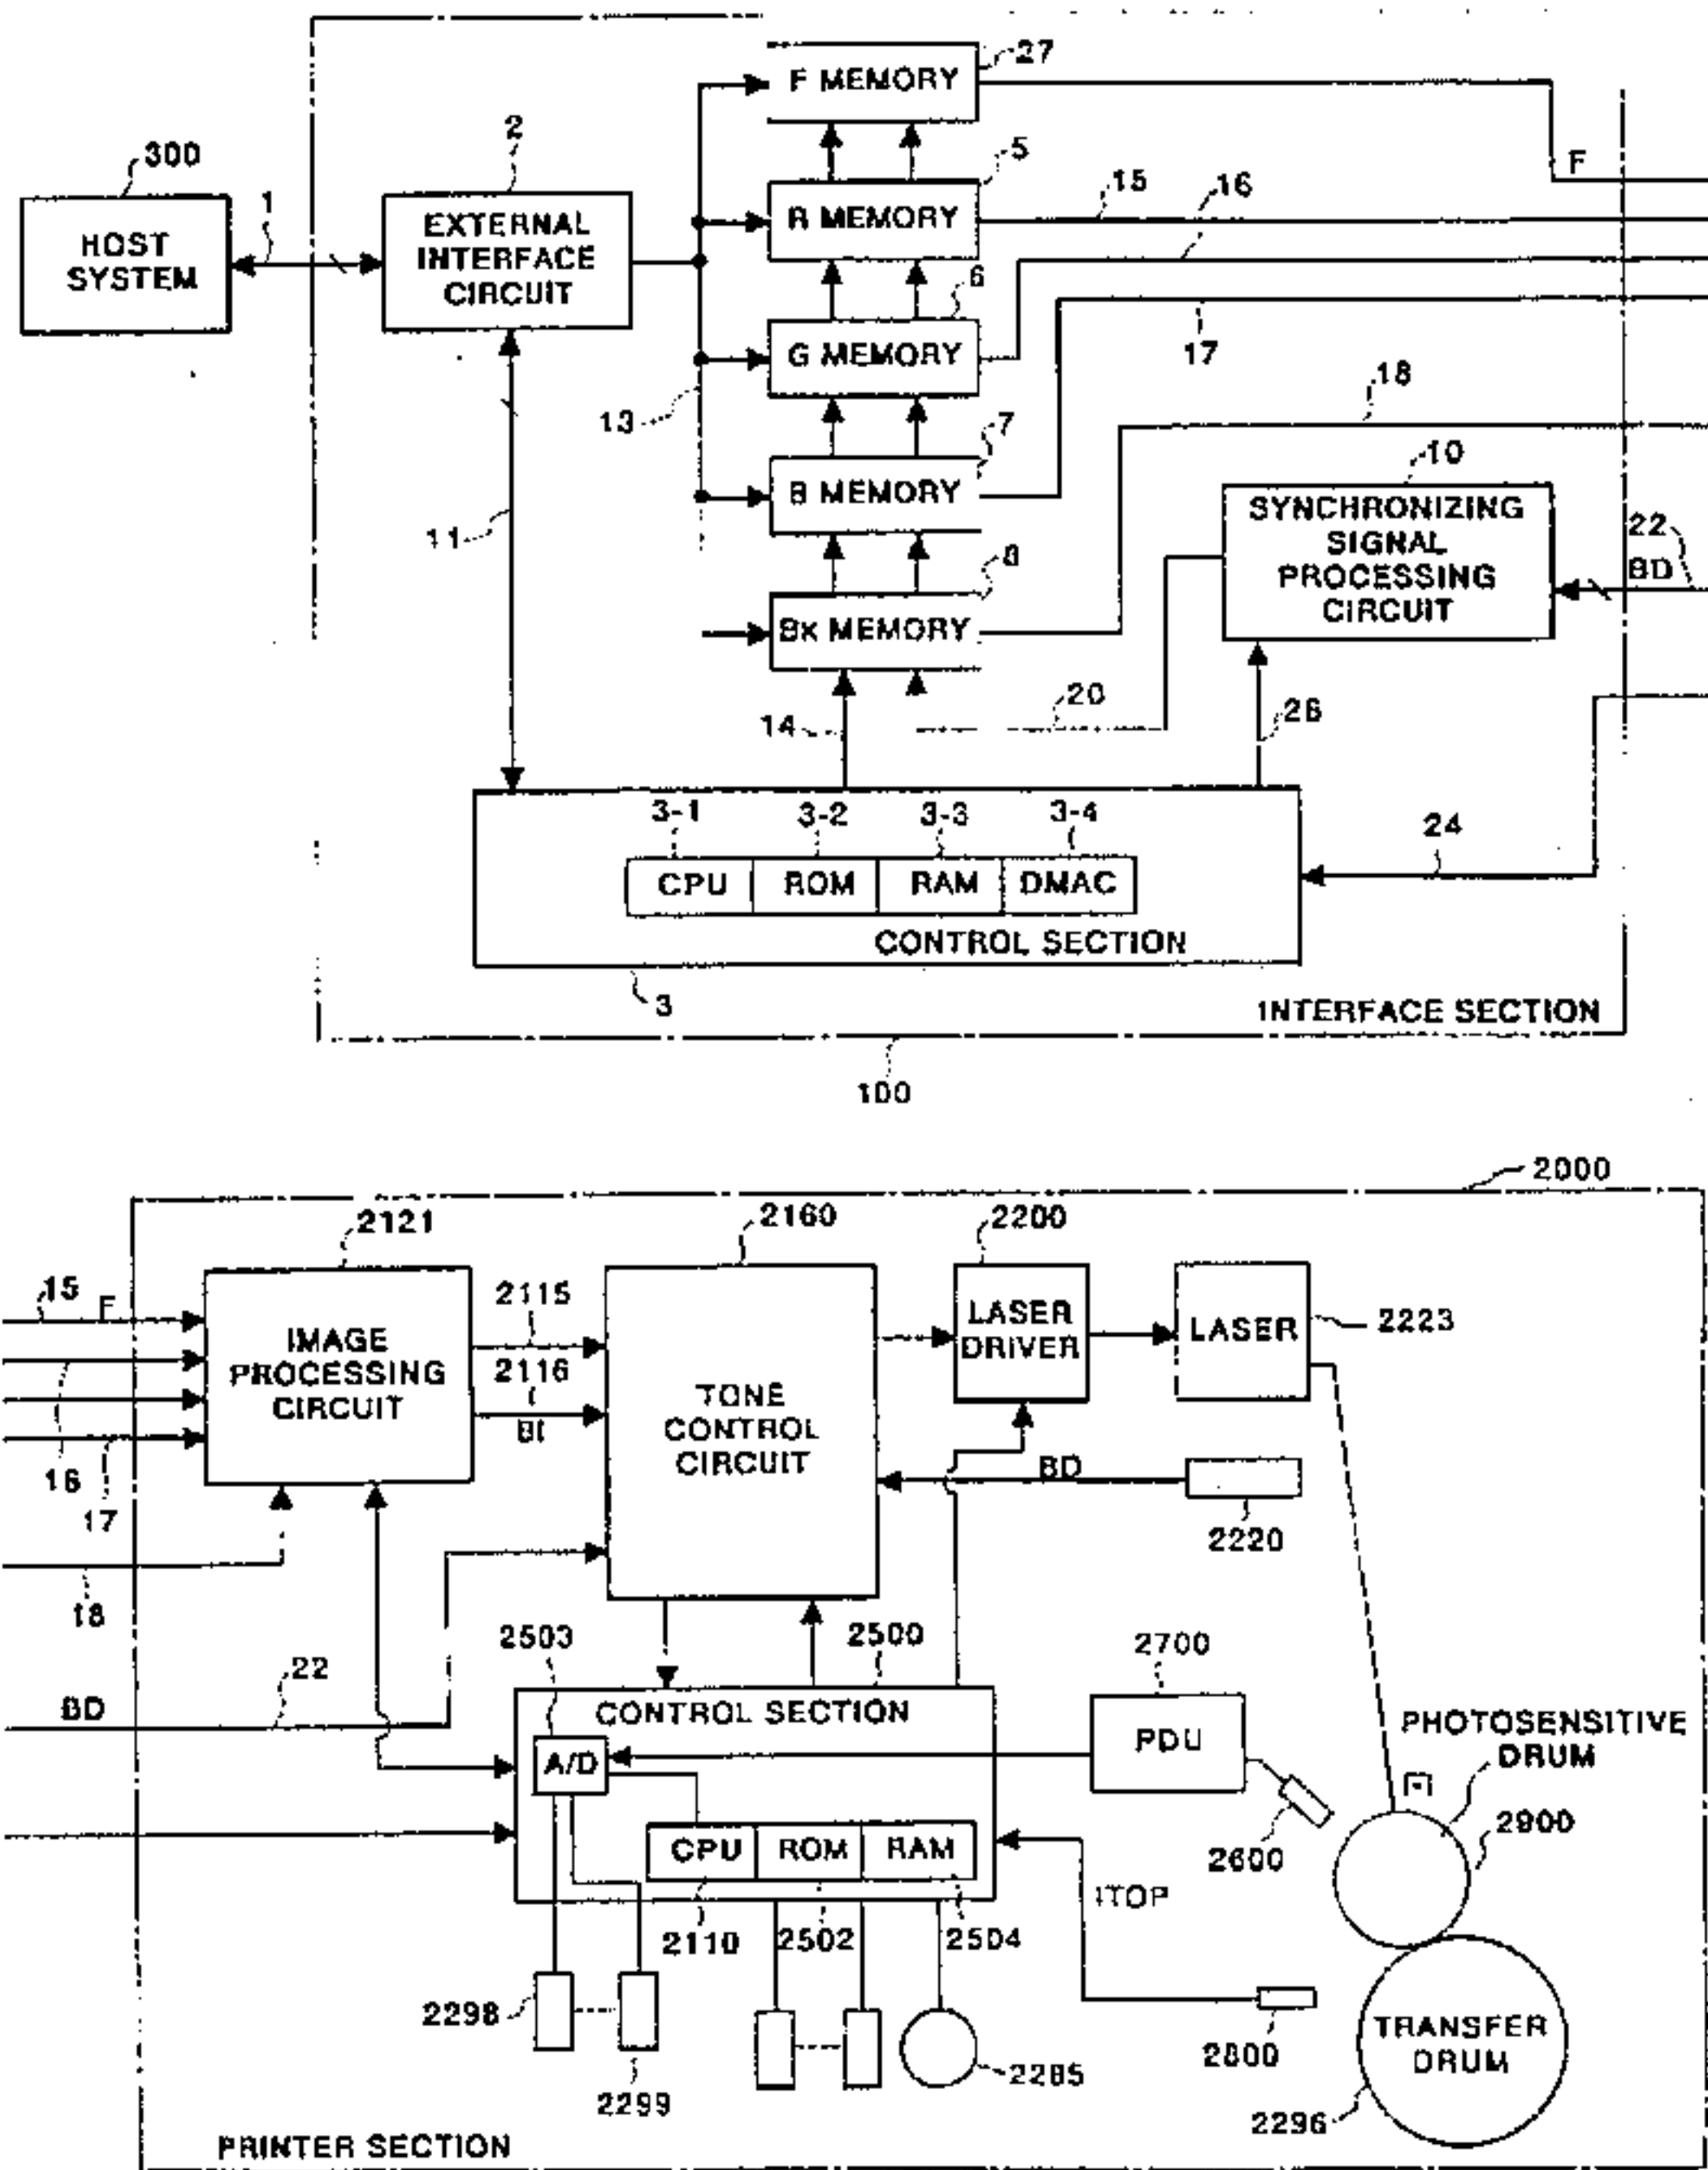 27
F MEMORY
300
2
5
F
HOST
SYSTEM
1
EXTERNAL
INTERFACE
CIRCUIT
R MEMORY
15
16
6
G MEMORY
17
13
18
7
B MEMORY
10
11
SYNCHRONIZING
SIGNAL
PROCESSING
CIRCUIT
22
BD
8
Bk MEMORY
20
14
26
3-1
3-2
3-3
3-4
24
CPU
ROM
RAM
DMAC
CONTROL SECTION
3
INTERFACE SECTION
100
2000
2121
2160
2200
15
F
2115
IMAGE
PROCESSING
CIRCUIT
LASER
DRIVER
LASER
2223
2116
BI
TONE
CONTROL
CIRCUIT
BD
16
17
2220
18
2503
2500
2700
22
BD
CONTROL SECTION
PDU
PHOTOSENSITIVE
DRUM
A/D
2600
2900
CPU
ROM
RAM
ITOP
2110
2502
2504
2298
2299
2285
2800
TRANSFER
DRUM
2296
PRINTER SECTION